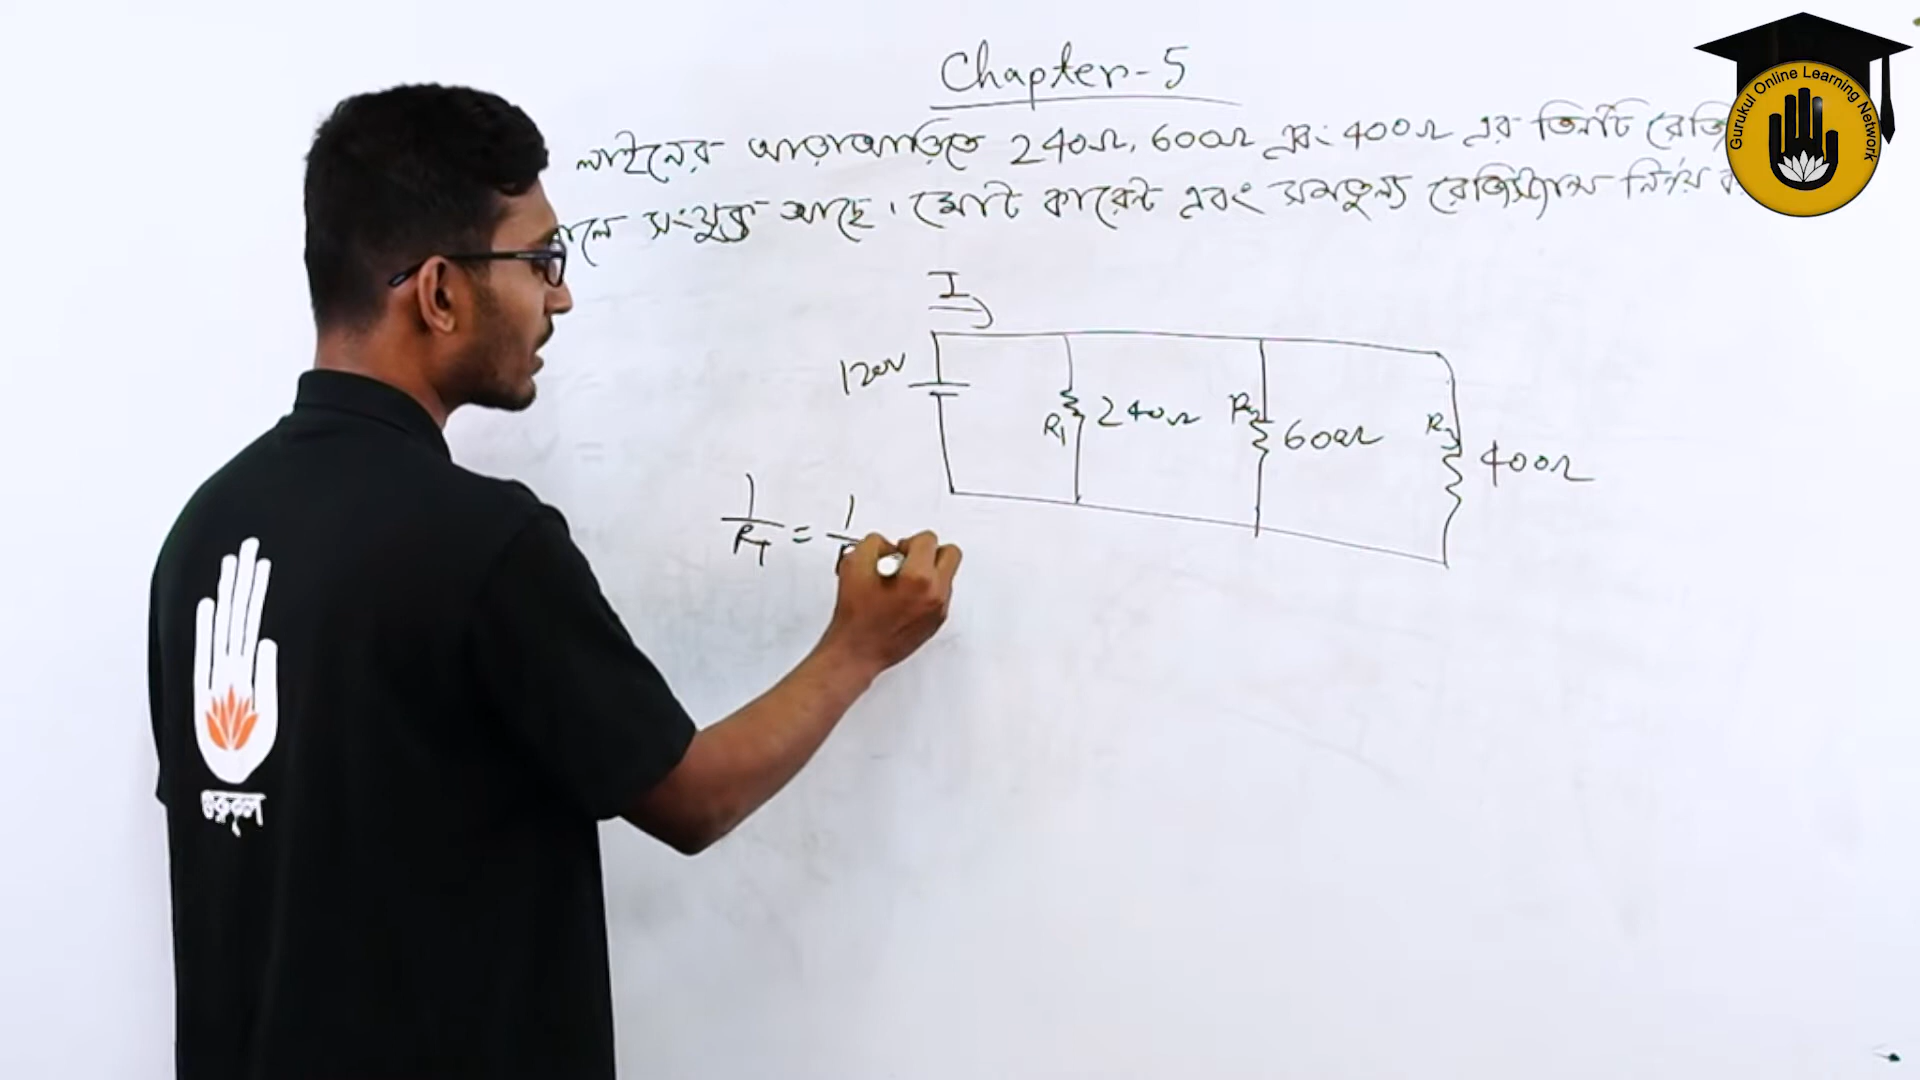 Chapter-5
লাইনের আড়াআড়িতে 240Ω, 600Ω এবং 400Ω এর তিনটি
সংযুক্ত আছে। মোট কারেন্ট এবং সমতুল্য রেজিস্ট্যান্স নির্ণয়
I
120V
R1 240Ω R2 600Ω R3 400Ω
1/RT = 1/
Gurukul Online Learning Network
গুরুকুল